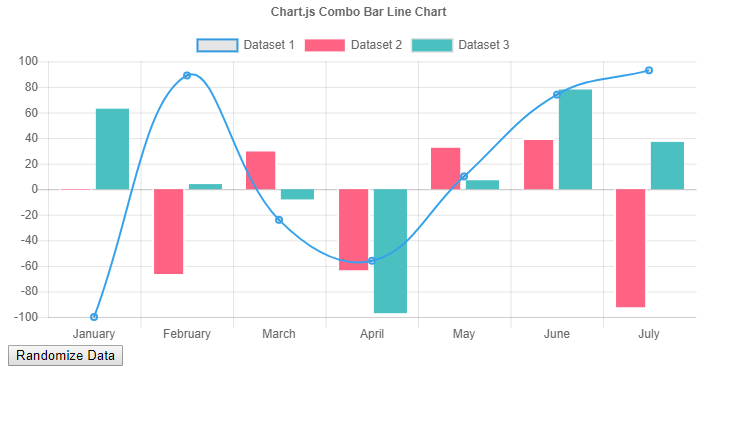 Chart.js Combo Bar Line Chart
Dataset 1 Dataset 2 Dataset 3
100
80
60
40
20
0
-20
-40
-60
-80
-100
January February March April May June July
Randomize Data